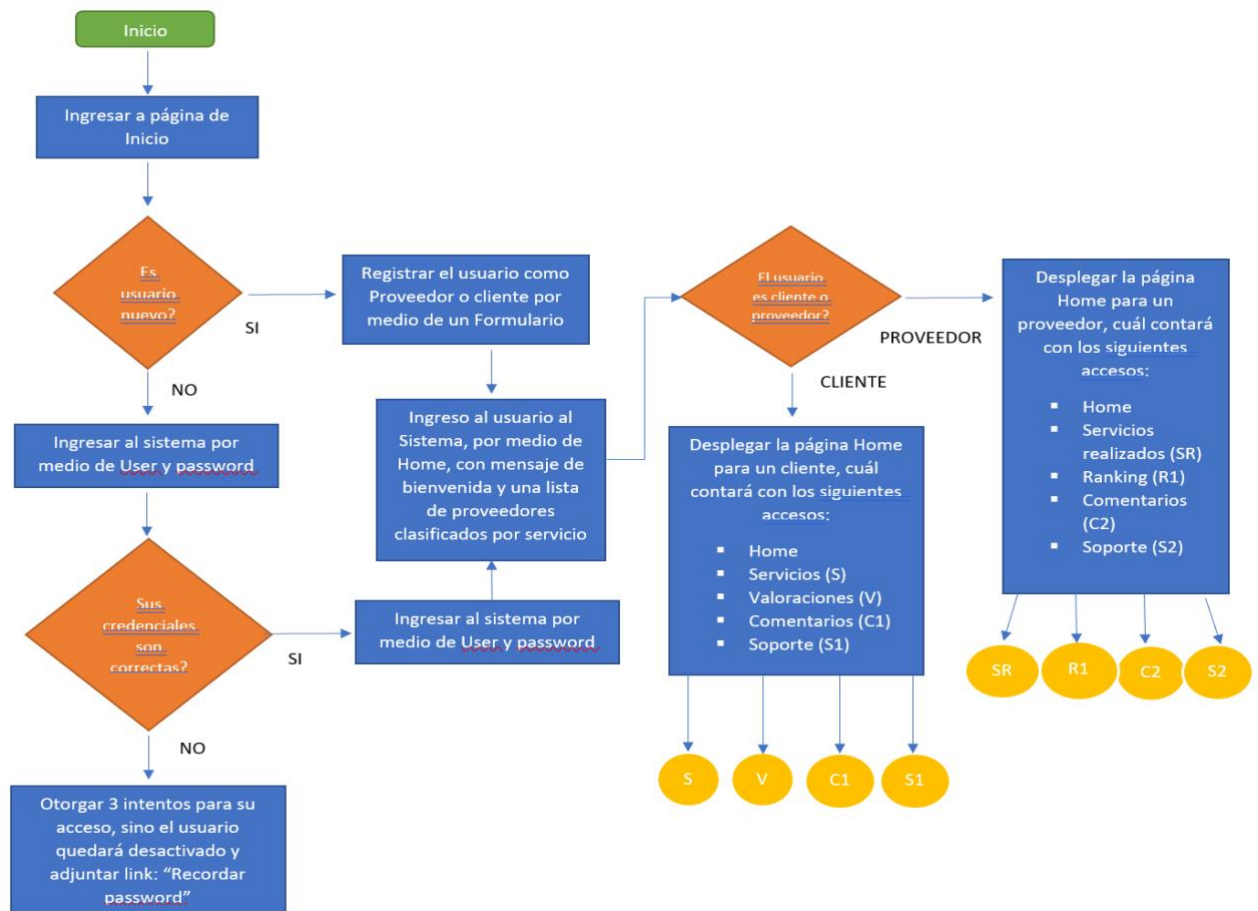 Inicio
Ingresar a página de
Inicio
Es
usuario
nuevo?
SI
NO
Registrar el usuario como
Proveedor o cliente por
medio de un Formulario
Ingresar al sistema por
medio de User y password
Sus
credenciales
son
correctas?
SI
NO
Otorgar 3 intentos para su
acceso, sino el usuario
quedará desactivado y
adjuntar link: “Recordar
password”
Ingresar al sistema por
medio de User y password
Ingreso al usuario al
Sistema, por medio de
Home, con mensaje de
bienvenida y una lista
de proveedores
clasificados por servicio
El usuario
es cliente o
proveedor?
PROVEEDOR
CLIENTE
Desplegar la página Home
para un cliente, cuál
contará con los siguientes
accesos:
▪ Home
▪ Servicios (S)
▪ Valoraciones (V)
▪ Comentarios (C1)
▪ Soporte (S1)
S
V
C1
S1
Desplegar la página
Home para un
proveedor, cuál contará
con los siguientes
accesos:
▪ Home
▪ Servicios
realizados (SR)
▪ Ranking (R1)
▪ Comentarios
(C2)
▪ Soporte (S2)
SR
R1
C2
S2